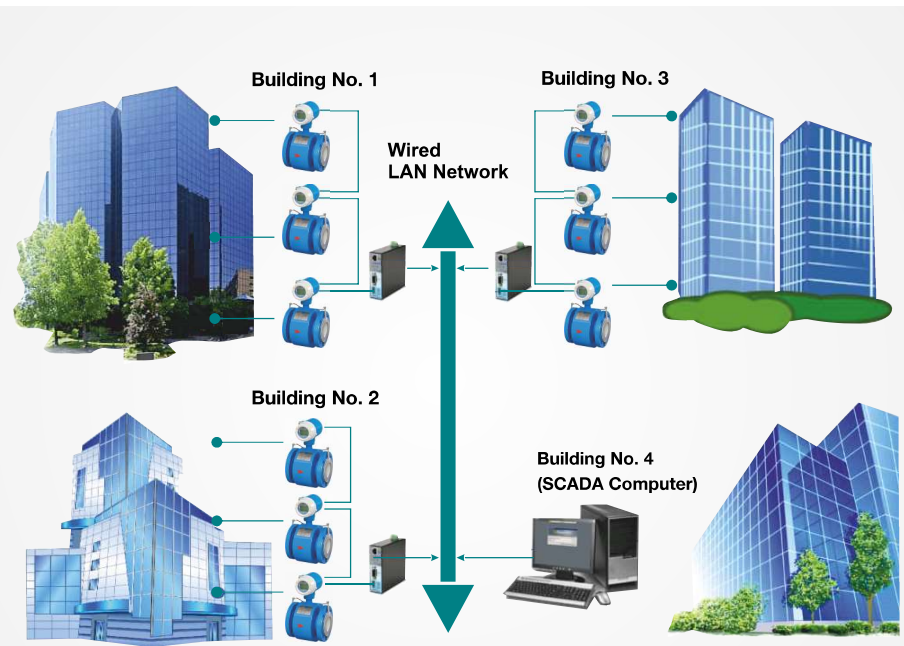 Building No. 1
Building No. 3
Wired
LAN Network
Building No. 2
Building No. 4
(SCADA Computer)